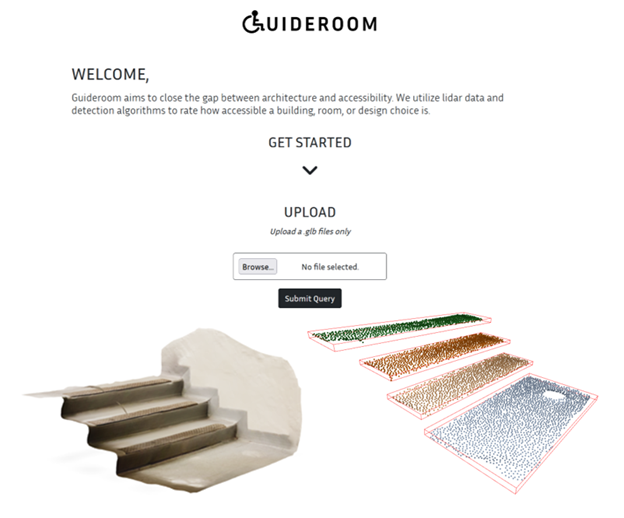 GUIDEROOM
WELCOME,
Guideroom aims to close the gap between architecture and accessibility. We utilize lidar data and
detection algorithms to rate how accessible a building, room, or design choice is.
GET STARTED
UPLOAD
Upload a .glb files only
Browse... No file selected.
Submit Query